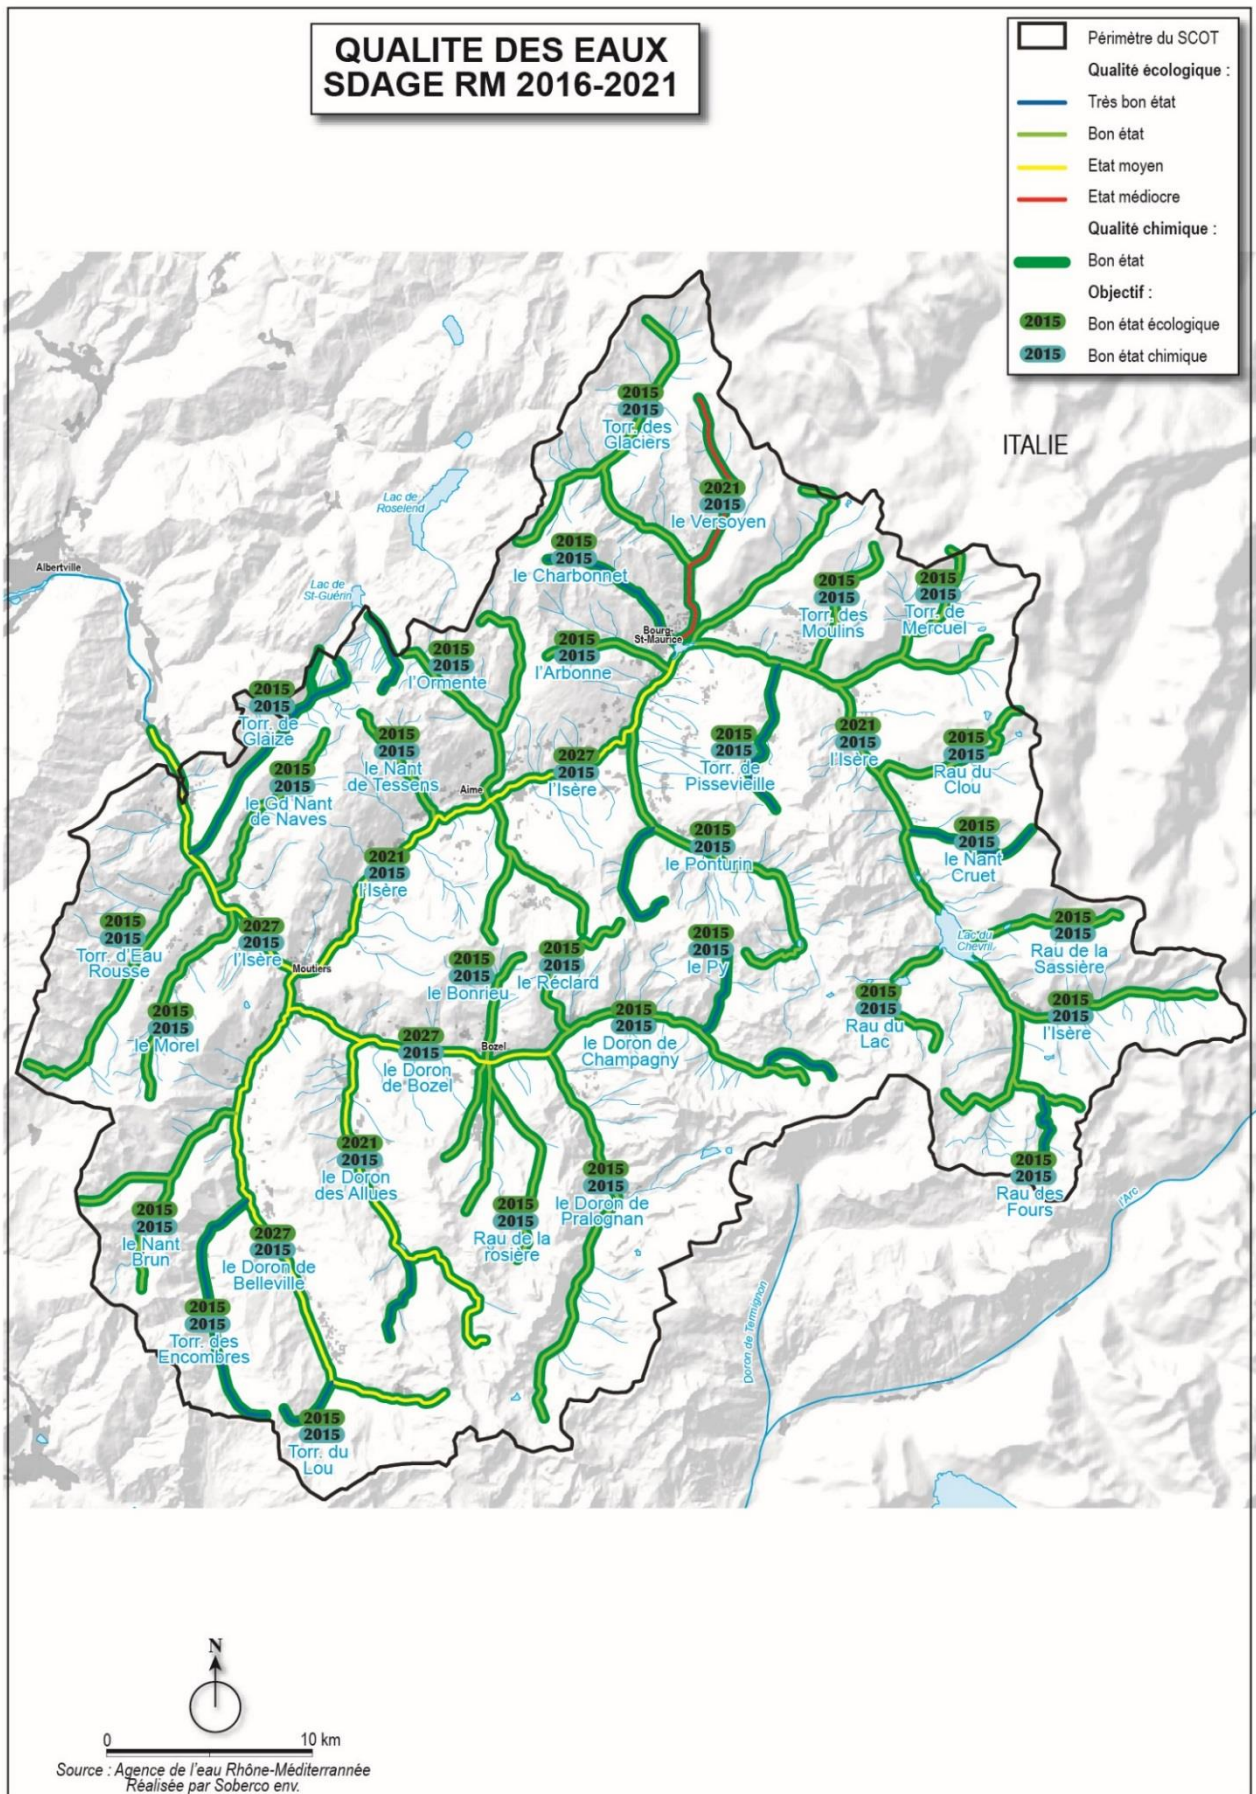 QUALITE DES EAUX
SDAGE RM 2016-2021
Périmètre du SCOT
Qualité écologique :
Très bon état
Bon état
Etat moyen
Etat médiocre
Qualité chimique :
Bon état
Objectif :
2015 Bon état écologique
2015 Bon état chimique
ITALIE
2015
2015
Torr. des
Glaciers
2021
2015
le Versoyen
Lac de
Roselend
2015
2015
le Charbonnet
Albertville
Lac de
St-Guérin
2015
2015
Torr. des
Moulins
2015
2015
Torr. de
Mercuel
Bourg-
St-Maurice
2015
2015
l'Ormente
2015
2015
l'Arbonne
2015
2015
Torr. de
Glaize
2015
2015
le Nant
de Tessens
2027
2015
l'Isère
2015
2015
Torr. de
Pissevieille
2021
2015
l'Isère
2015
2015
Rau du
Clou
2015
2015
le Gd Nant
de Naves
Aime
2015
2015
le Ponturin
2015
2015
le Nant
Cruet
2021
2015
l'Isère
2015
2015
Torr. d'Eau
Rousse
2027
2015
l'Isère
Moutiers
2015
2015
le Bonrieu
2015
2015
le Réclard
2015
2015
le Py
Lac du
Chevril
2015
2015
Rau de la
Sassière
2015
2015
le Morel
2027
2015
le Doron
de Bozel
Bozel
2015
2015
le Doron de
Champagny
2015
2015
Rau du
Lac
2015
2015
l'Isère
2021
2015
le Doron
des Allues
2015
2015
le Doron de
Pralognan
2015
2015
Rau des
Fours
l'Arc
2015
2015
le Nant
Brun
2027
2015
le Doron de
Belleville
2015
2015
Rau de la
rosière
2015
2015
Torr. des
Encombres
Doron de Termignon
2015
2015
Torr. du
Lou
N
0 10 km
Source : Agence de l'eau Rhône-Méditerrannée
Réalisée par Soberco env.